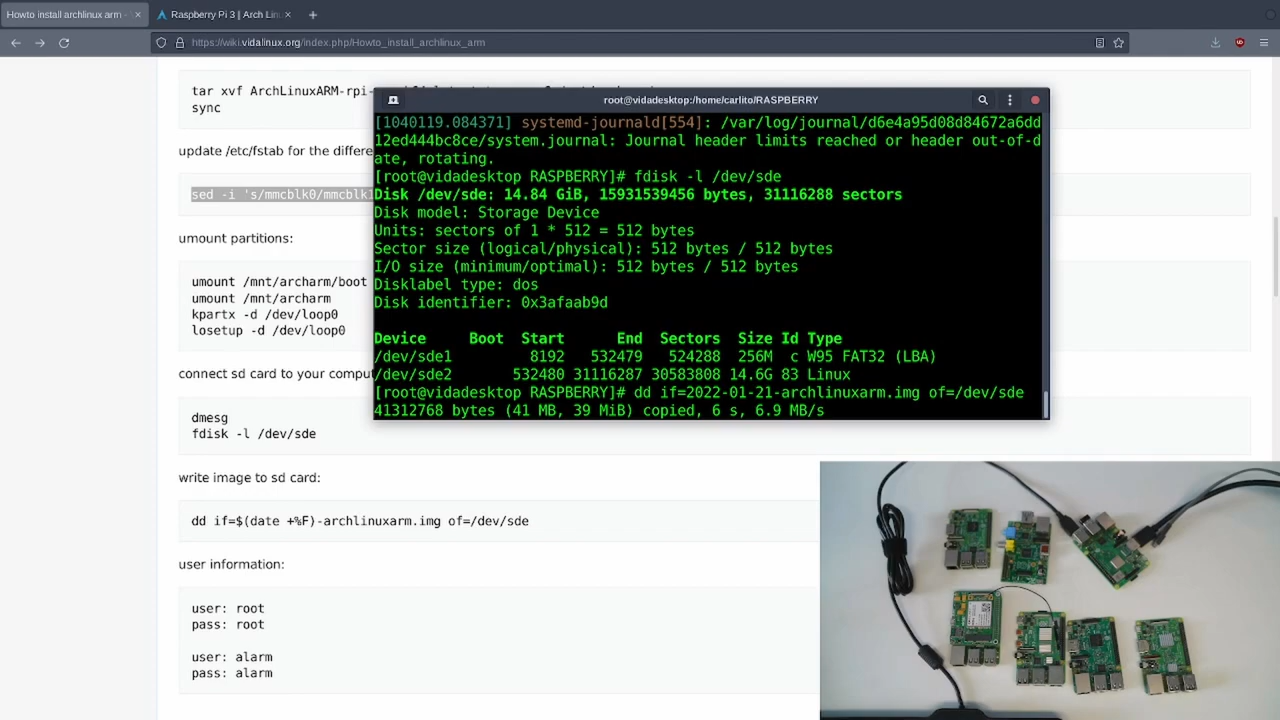 Howto install archlinux arm -
Raspberry Pi 3 | Arch Lin
https://wiki.vidalinux.org/index.php/Howto_install_archlinux_arm
tar xvf ArchLinuxARM-rpi-
sync
update /etc/fstab for the differe
sed -i 's/mmcblk0/mmcblk1
umount partitions:
umount /mnt/archarm/boot
umount /mnt/archarm
kpartx -d /dev/loop0
losetup -d /dev/loop0
connect sd card to your comput
dmesg
fdisk -l /dev/sde
write image to sd card:
dd if=$(date +%F)-archlinuxarm.img of=/dev/sde
user information:
user: root
pass: root
user: alarm
pass: alarm
root@vidadesktop:/home/carlito/RASPBERRY
[1040119.084371] systemd-journald[554]: /var/log/journal/d6e4a95d08d84672a6dd
12ed444bc8ce/system.journal: Journal header limits reached or header out-of-d
ate, rotating.
[root@vidadesktop RASPBERRY]# fdisk -l /dev/sde
Disk /dev/sde: 14.84 GiB, 15931539456 bytes, 31116288 sectors
Disk model: Storage Device
Units: sectors of 1 * 512 = 512 bytes
Sector size (logical/physical): 512 bytes / 512 bytes
I/O size (minimum/optimal): 512 bytes / 512 bytes
Disklabel type: dos
Disk identifier: 0x3afaab9d
Device Boot Start End Sectors Size Id Type
/dev/sde1 8192 532479 524288 256M c W95 FAT32 (LBA)
/dev/sde2 532480 31116287 30583808 14.6G 83 Linux
[root@vidadesktop RASPBERRY]# dd if=2022-01-21-archlinuxarm.img of=/dev/sde
41312768 bytes (41 MB, 39 MiB) copied, 6 s, 6.9 MB/s